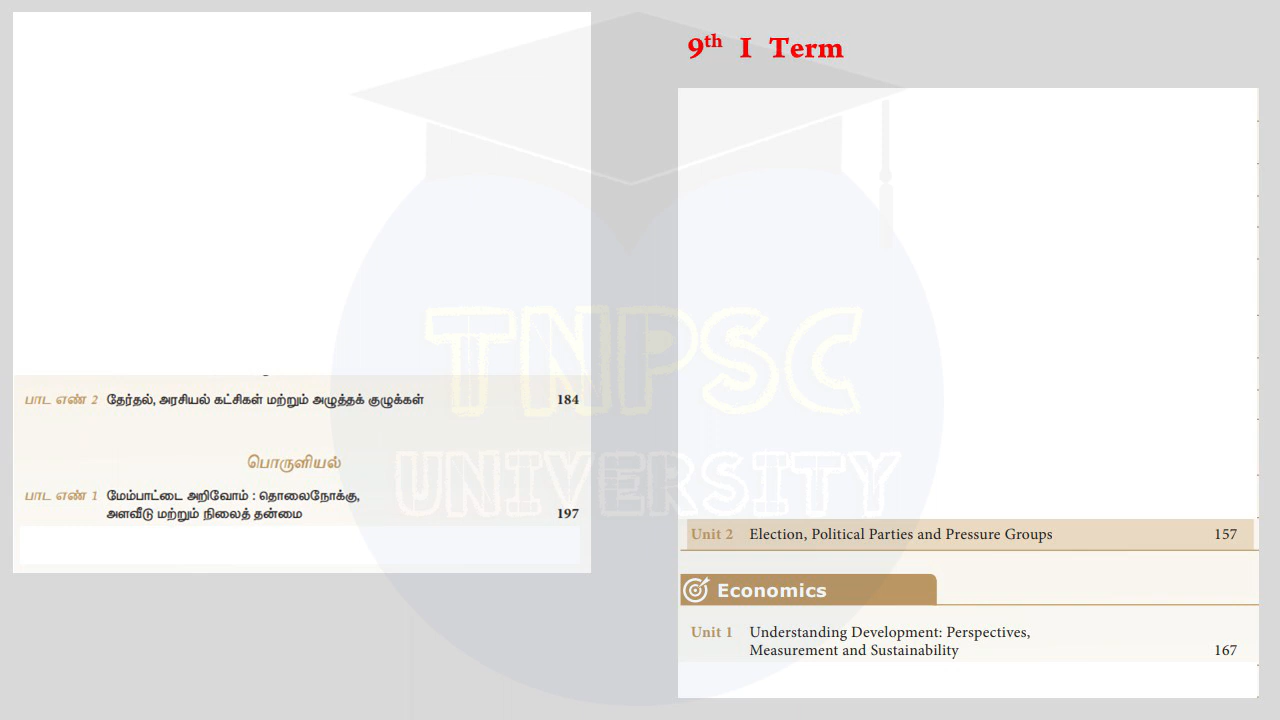 பாட எண் 2 தேர்தல், அரசியல் கட்சிகள் மற்றும் அழுத்தக் குழுக்கள் 184
பொருளியல்
பாட எண் 1 மேம்பாட்டை அறிவோம் : தொலைநோக்கு,
அளவீடு மற்றும் நிலைத் தன்மை 197
9th I Term
Unit 2 Election, Political Parties and Pressure Groups 157
Economics
Unit 1 Understanding Development: Perspectives,
Measurement and Sustainability 167
TNPSC
UNIVERSITY